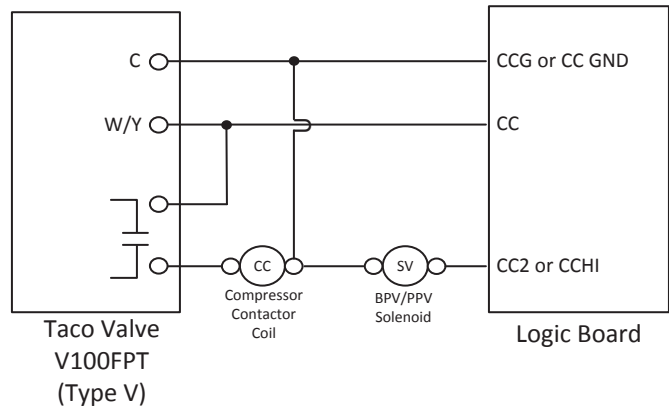 C
CCG or CC GND
W/Y
CC
CC
SV
CC2 or CCHI
Compressor
Contactor
Coil
BPV/PPV
Solenoid
Taco Valve
V100FPT
(Type V)
Logic Board